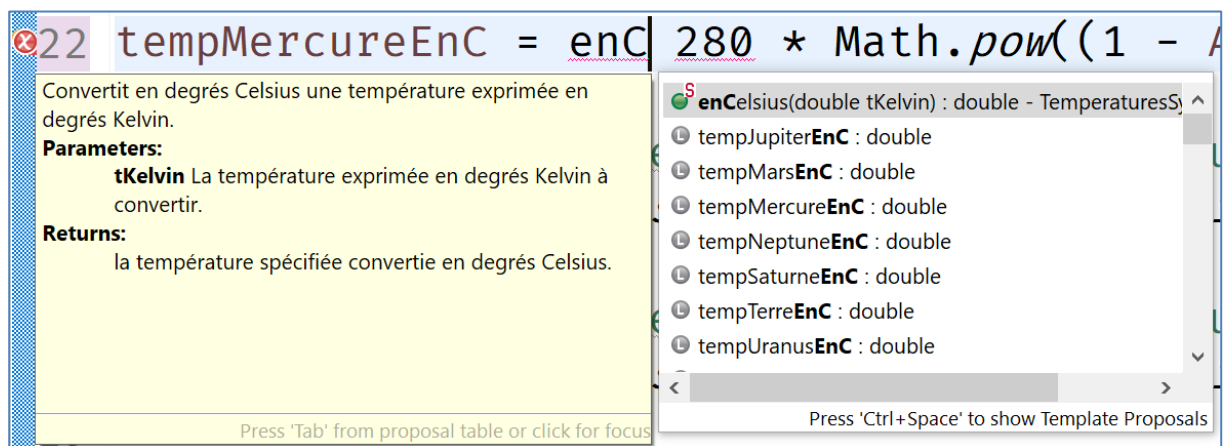 22 tempMercureEnC = enC 280 * Math.pow((1 -
Convertit en degrés Celsius une température exprimée en
degrés Kelvin.
Parameters:
tKelvin La température exprimée en degrés Kelvin à
convertir.
Returns:
la température spécifiée convertie en degrés Celsius.
Press 'Tab' from proposal table or click for focus
enCelsius(double tKelvin) : double - TemperaturesSy
tempJupiterEnC : double
tempMarsEnC : double
tempMercureEnC : double
tempNeptuneEnC : double
tempSaturneEnC : double
tempTerreEnC : double
tempUranusEnC : double
Press 'Ctrl+Space' to show Template Proposals